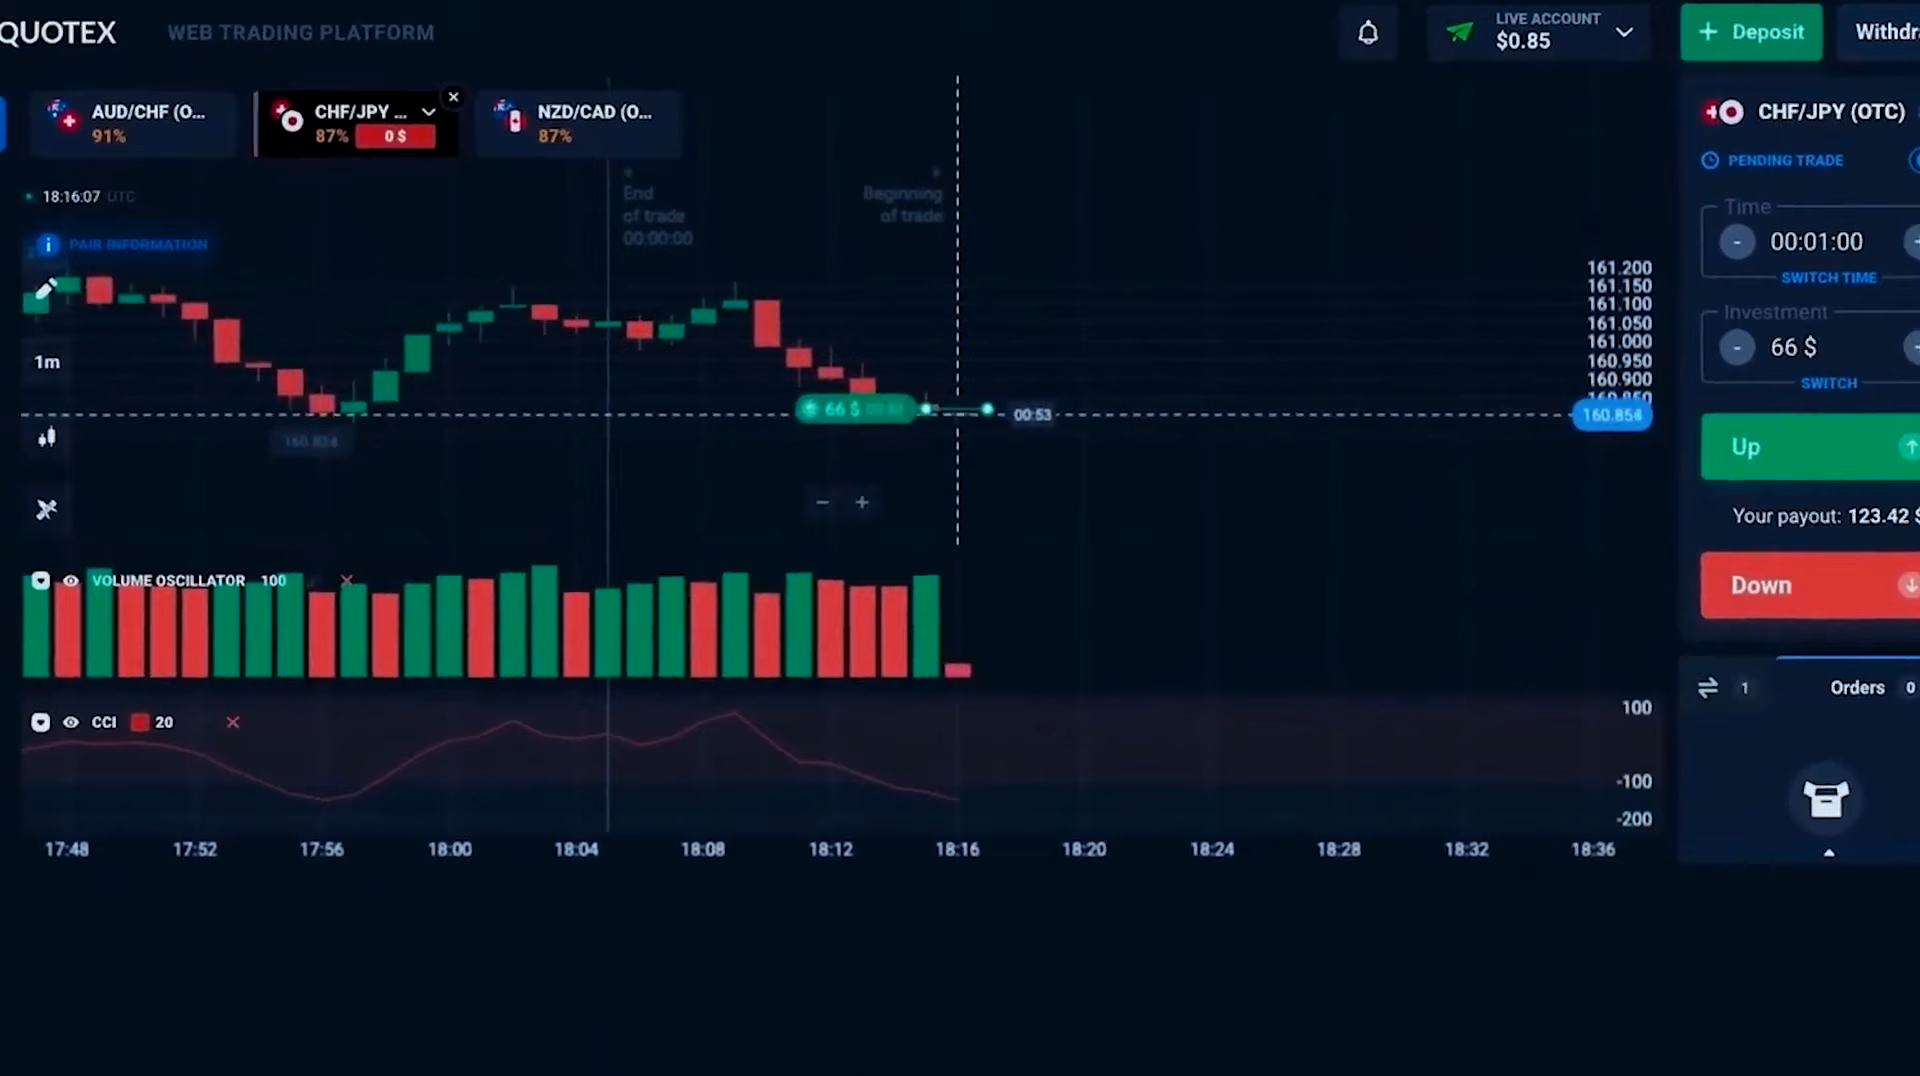 QUOTEX
WEB TRADING PLATFORM
LIVE ACCOUNT
$0.85
+ Deposit
Withdr
AUD/CHF (O...
91%
CHF/JPY ...
87%
0 $
NZD/CAD (O...
87%
CHF/JPY (OTC)
PENDING TRADE
18:16:07 UTC
End
of trade
00:00:00
Beginning
of trade
PAIR INFORMATION
Time
- 00:01:00
SWITCH TIME
Investment
- 66 $
SWITCH
161.200
161.150
161.100
161.050
161.000
160.950
160.900
1m
66 $
00:53
Up
Your payout: 123.42 $
Down
- +
VOLUME OSCILLATOR 100
CCI 20
100
-100
-200
1
Orders 0
17:48 17:52 17:56 18:00 18:04 18:08 18:12 18:16 18:20 18:24 18:28 18:32 18:36